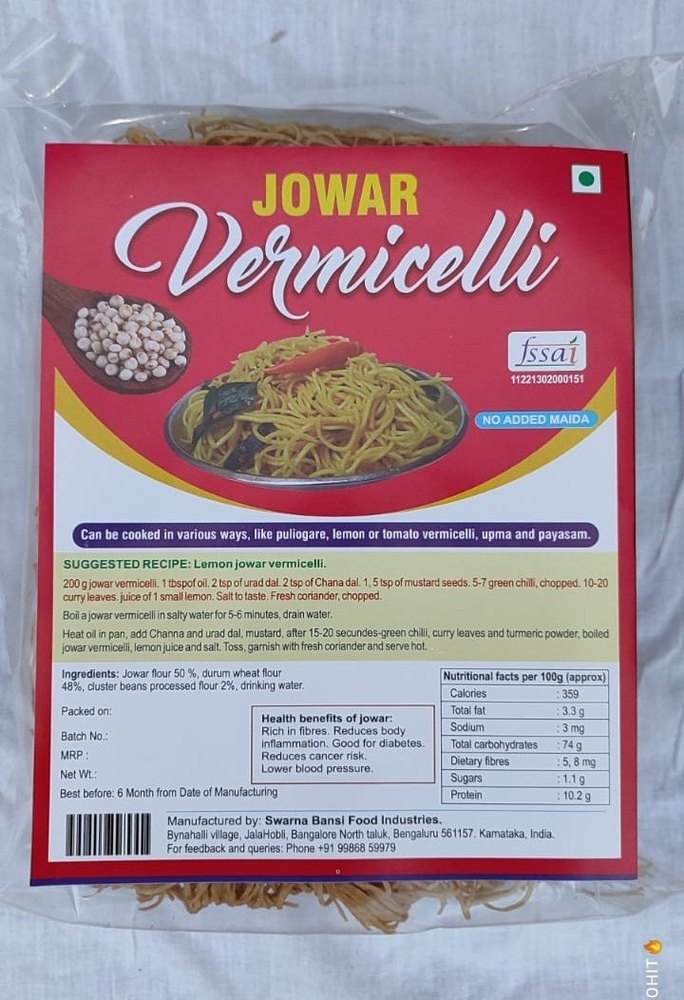 JOWAR
Vermicelli
fssai
11221302000151
NO ADDED MAIDA
Can be cooked in various ways, like puliogare, lemon or tomato vermicelli, upma and payasam.
SUGGESTED RECIPE: Lemon jowar vermicelli.
200 g jowar vermicelli. 1 tbspof oil. 2 tsp of urad dal. 2 tsp of Chana dal. 1, 5 tsp of mustard seeds. 5-7 green chilli, chopped. 10-20
curry leaves. juice of 1 small lemon. Salt to taste. Fresh coriander, chopped.
Boil a jowar vermicelli in salty water for 5-6 minutes, drain water.
Heat oil in pan, add Channa and urad dal, mustard, after 15-20 secundes-green chilli, curry leaves and turmeric powder, boiled
jowar vermicelli, lemon juice and salt. Toss, garnish with fresh coriander and serve hot.
Ingredients: Jowar flour 50 %, durum wheat flour
48%, cluster beans processed flour 2%, drinking water.
Packed on:
Batch No.:
MRP :
Net Wt.:
Best before: 6 Month from Date of Manufacturing
Health benefits of jowar:
Rich in fibres. Reduces body
inflammation. Good for diabetes.
Reduces cancer risk.
Lower blood pressure.
Nutritional facts per 100g (approx)
Calories : 359
Total fat : 3.3 g
Sodium : 3 mg
Total carbohydrates : 74 g
Dietary fibres : 5, 8 mg
Sugars : 1.1 g
Protein : 10.2 g
Manufactured by: Swarna Bansi Food Industries.
Bynahalli village, JalaHobli, Bangalore North taluk, Bengaluru 561157. Karnataka, India.
For feedback and queries: Phone +91 99868 59979
OHIT